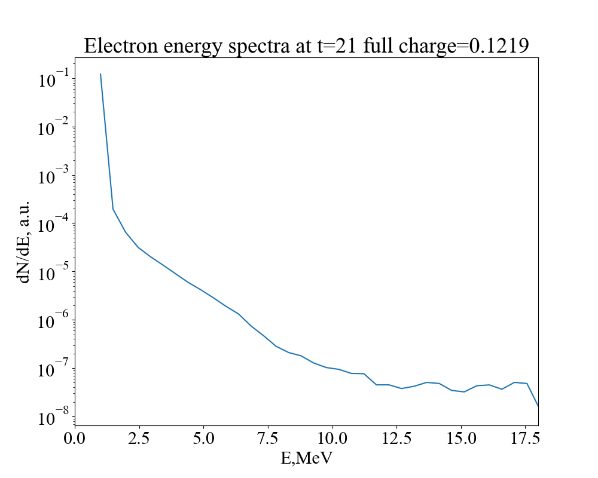 Electron energy spectra at t=21 full charge=0.1219
10⁻¹
10⁻²
10⁻³
10⁻⁴
10⁻⁵
10⁻⁶
10⁻⁷
10⁻⁸
dN/dE, a.u.
0.0 2.5 5.0 7.5 10.0 12.5 15.0 17.5
E,MeV